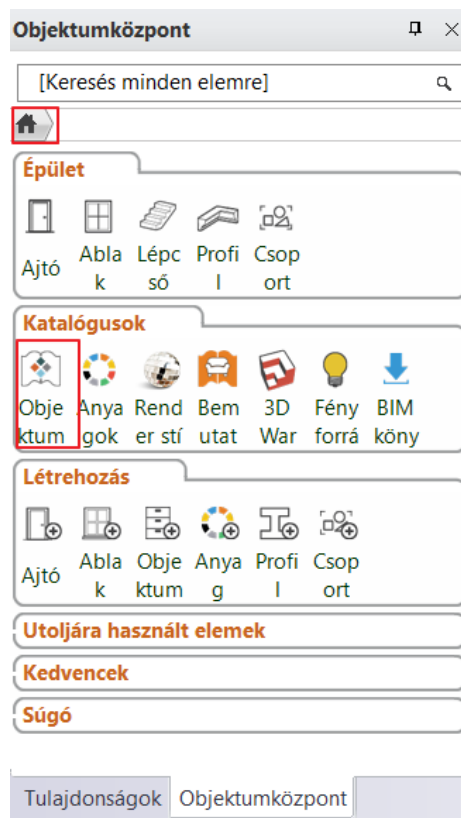 Objektumközpont
[Keresés minden elemre]
Épület
Ajtó Abla Lépc Profi Csop
k ső l ort
Katalógusok
Obje Anya Rend Bem 3D Fény BIM
ktum gok er stí utat War forrá köny
Létrehozás
Ajtó Abla Obje Anya Profi Csop
k ktum g l ort
Utoljára használt elemek
Kedvencek
Súgó
Tulajdonságok Objektumközpont